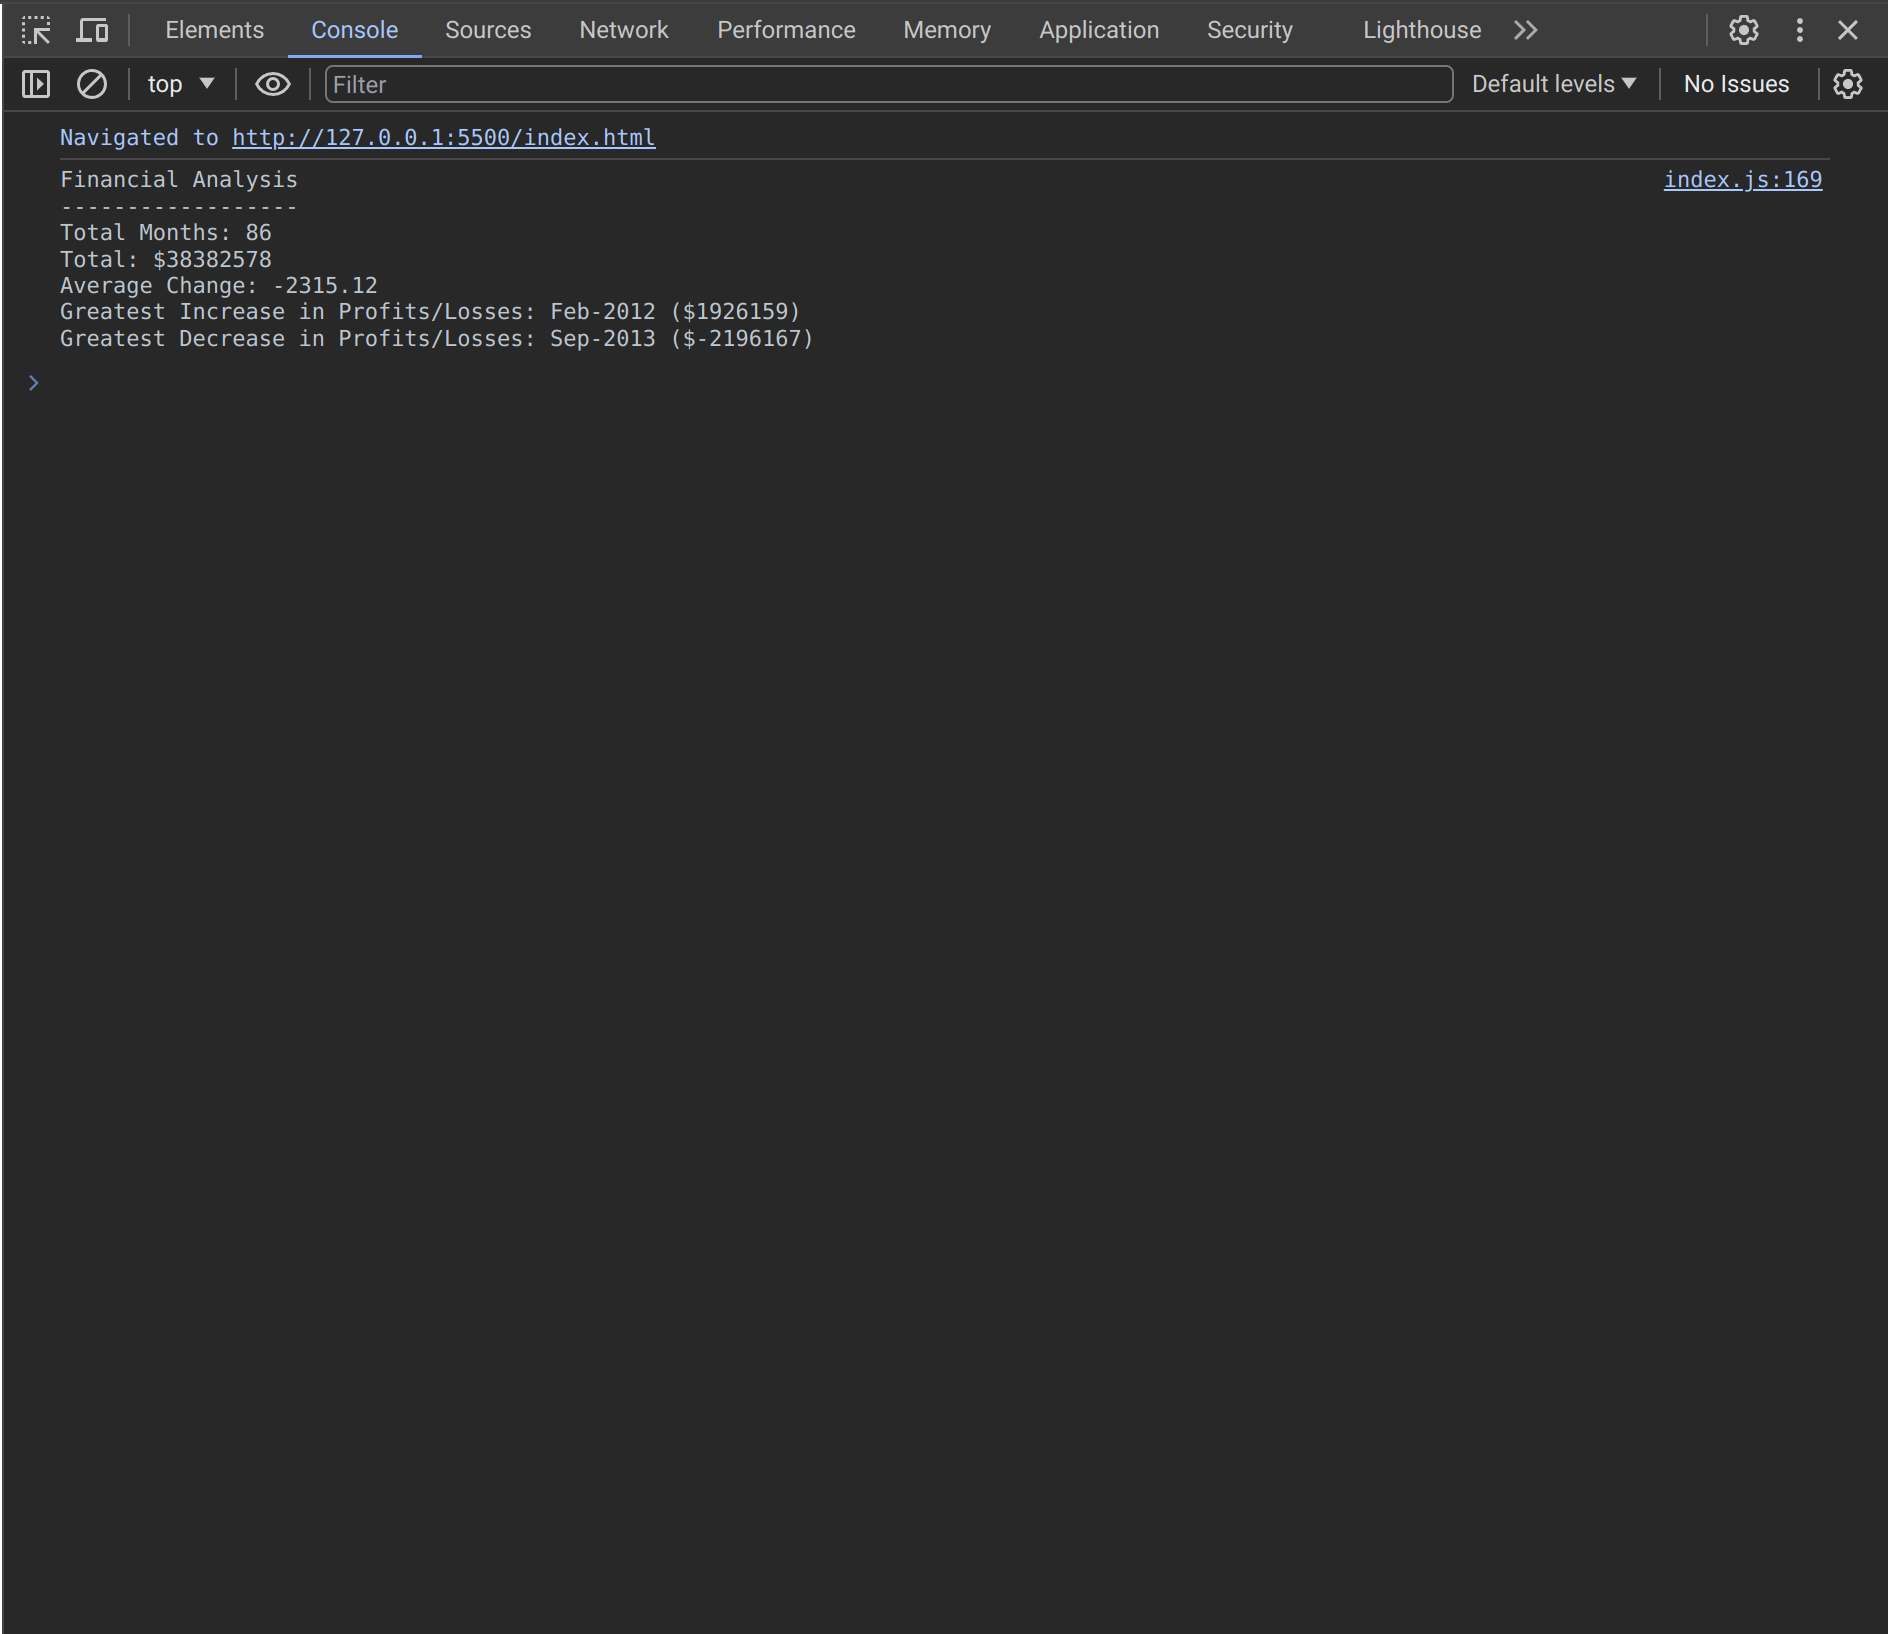 Elements Console Sources Network Performance Memory Application Security Lighthouse
top Filter Default levels No Issues
Navigated to http://127.0.0.1:5500/index.html
Financial Analysis index.js:169
------------------
Total Months: 86
Total: $38382578
Average Change: -2315.12
Greatest Increase in Profits/Losses: Feb-2012 ($1926159)
Greatest Decrease in Profits/Losses: Sep-2013 ($-2196167)